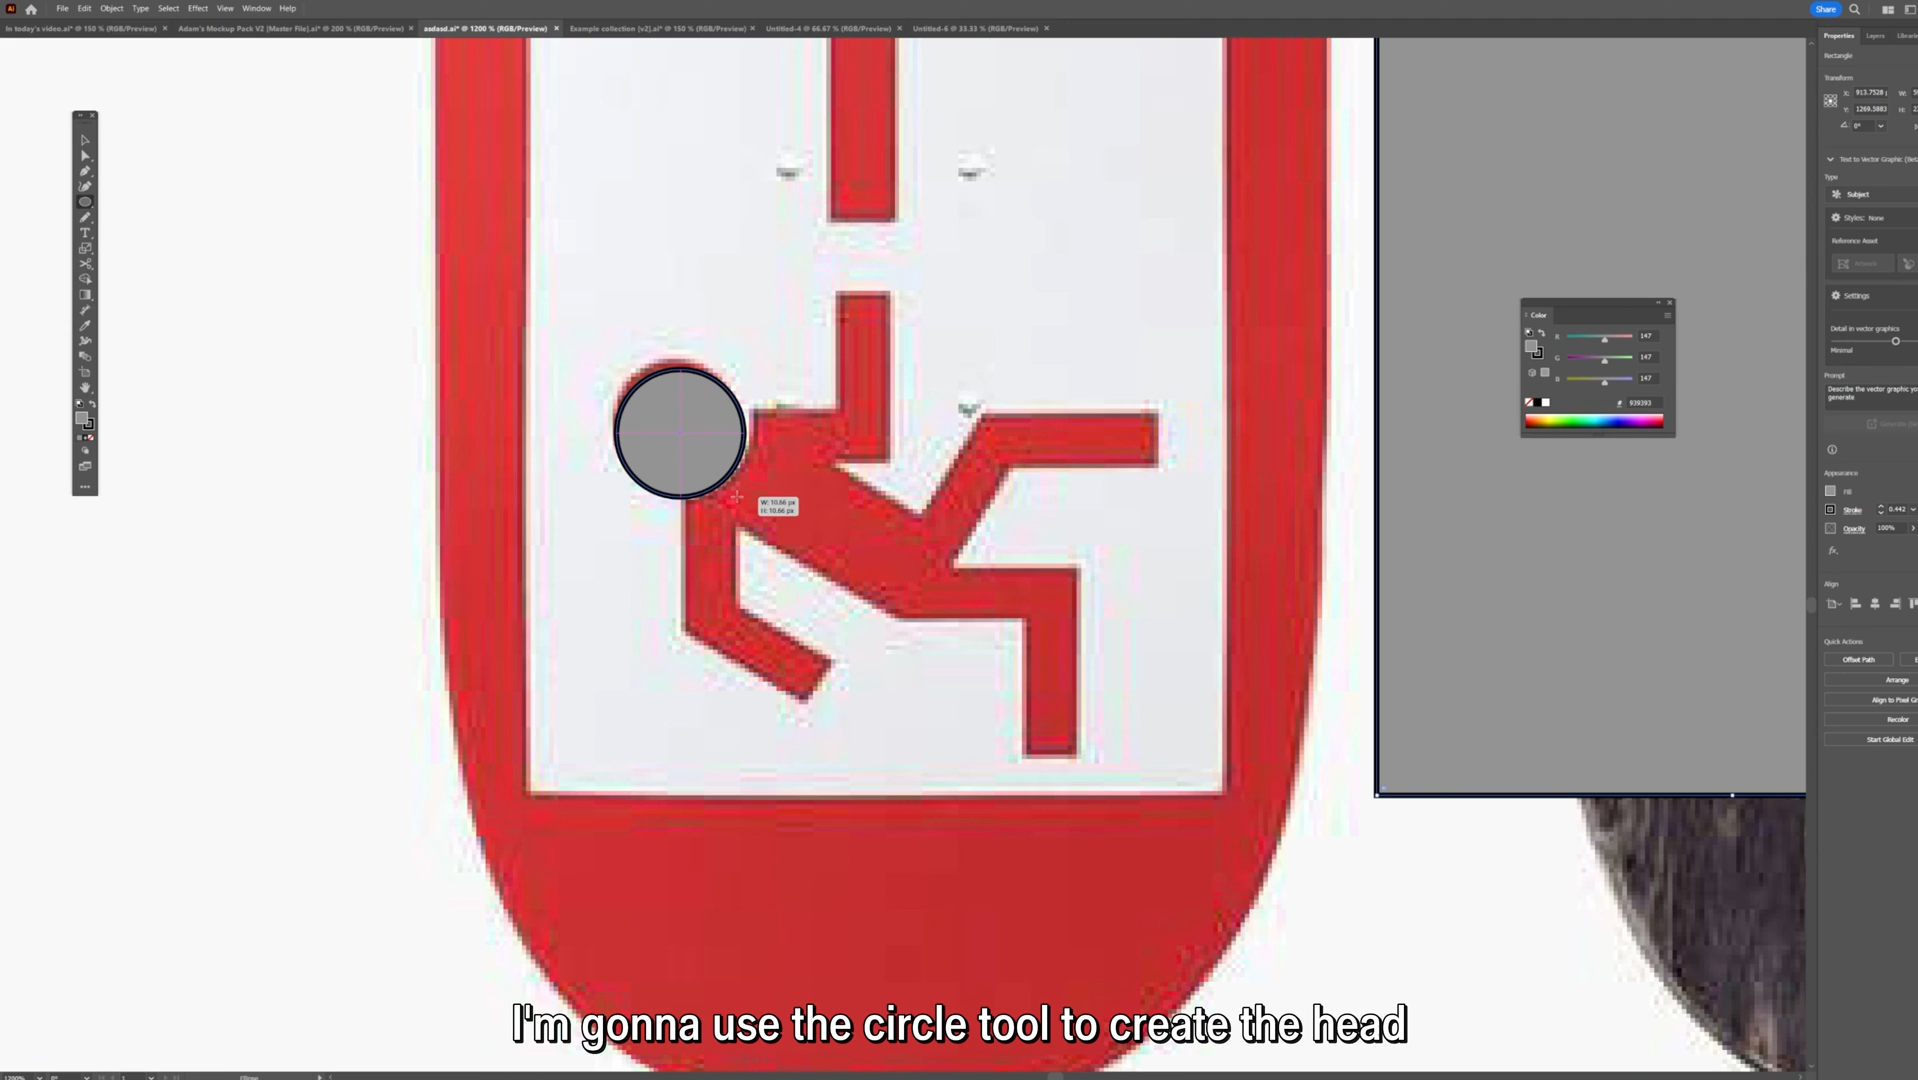 File Edit Object Type Select Effect View Window Help
Share
In today's video.ai* @ 150 % (RGB/Preview) ×
Adam's Mockup Pack V2 [Master File].ai* @ 200 % (RGB/Preview) ×
asdasd.ai* @ 1200 % (RGB/Preview) ×
Example collection [v2].ai* @ 150 % (RGB/Preview) ×
Untitled-4 @ 66.67 % (RGB/Preview) ×
Untitled-6 @ 33.33 % (RGB/Preview) ×
Properties Layers
Rectangle
Transform
X: 913.7528 W:
Y: 1269.5883 H:
0°
Text to Vector Graphic (Beta
Type
Subject
Styles: None
Reference Asset
Artwork
Settings
Detail in vector graphics
Minimal
Prompt
Describe the vector graphic
generate
Color
R 147
G 147
B 147
# 939393
W: 10.66 px
H: 10.66 px
Appearance
Fill
Stroke 0.442
Opacity 100%
fx.
Align
Quick Actions
Offset Path
Arrange
Align to Pixel Gr
Recolor
Start Global Edit
I'm gonna use the circle tool to create the head
1200% 0° 1 Ellipse